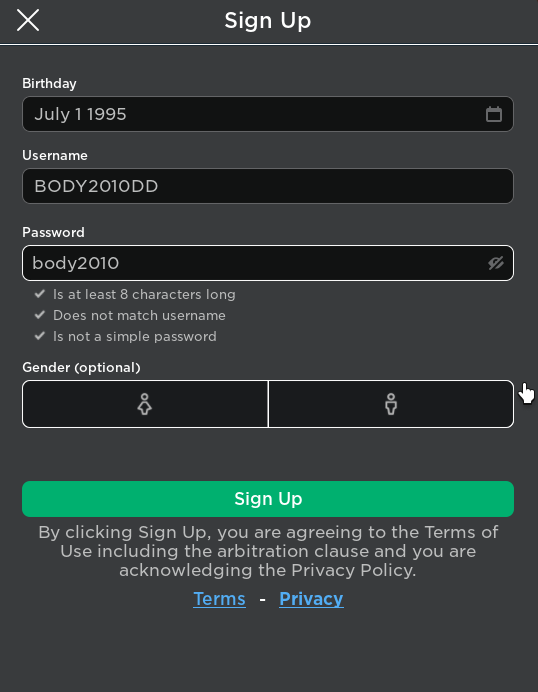 Sign Up
Birthday
July 1 1995
Username
BODY2010DD
Password
body2010
Is at least 8 characters long
Does not match username
Is not a simple password
Gender (optional)
Sign Up
By clicking Sign Up, you are agreeing to the Terms of
Use including the arbitration clause and you are
acknowledging the Privacy Policy.
Terms - Privacy